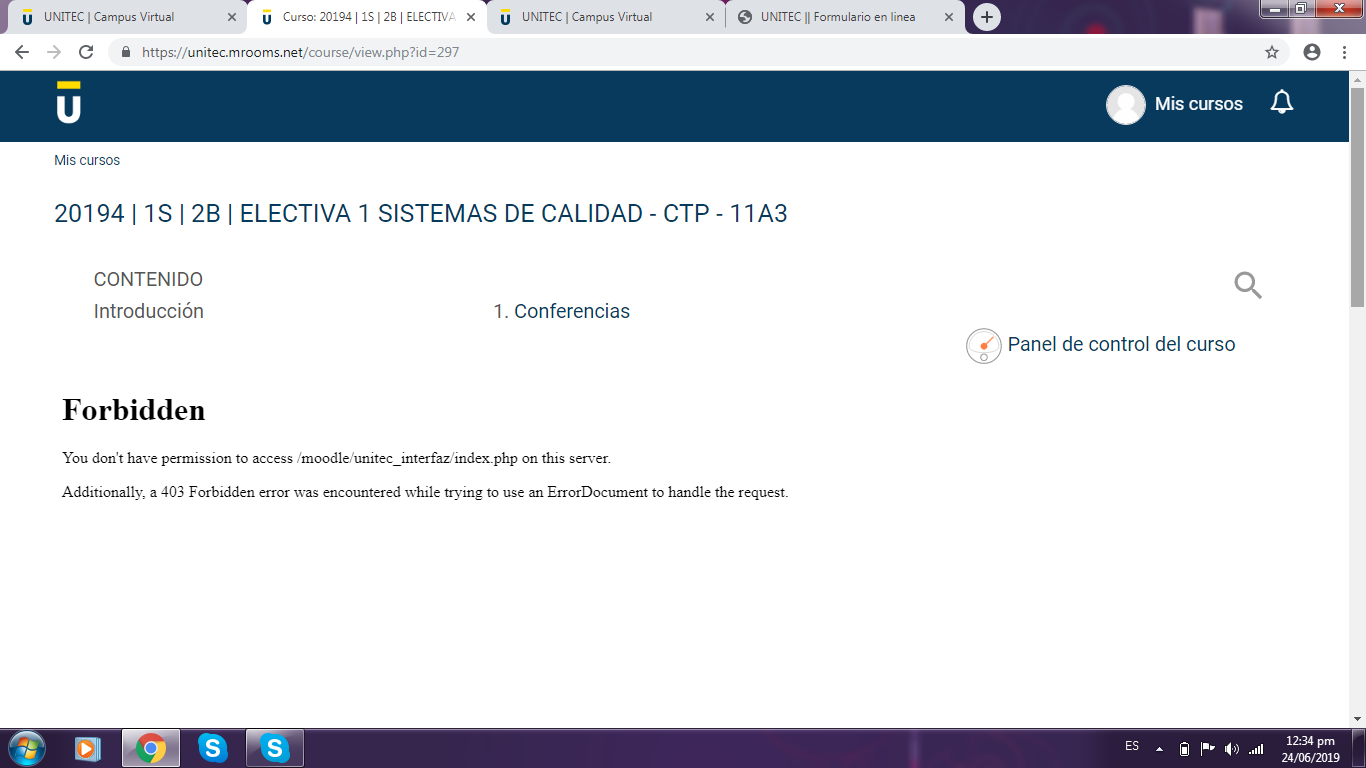 UNITEC | Campus Virtual
Curso: 20194 | 1S | 2B | ELECTIVA
UNITEC | Campus Virtual
UNITEC || Formulario en linea
https://unitec.mrooms.net/course/view.php?id=297
U
Mis cursos
Mis cursos
20194 | 1S | 2B | ELECTIVA 1 SISTEMAS DE CALIDAD - CTP - 11A3
CONTENIDO
Introducción
1. Conferencias
Panel de control del curso
Forbidden
You don't have permission to access /moodle/unitec_interfaz/index.php on this server.
Additionally, a 403 Forbidden error was encountered while trying to use an ErrorDocument to handle the request.
ES
12:34 pm
24/06/2019